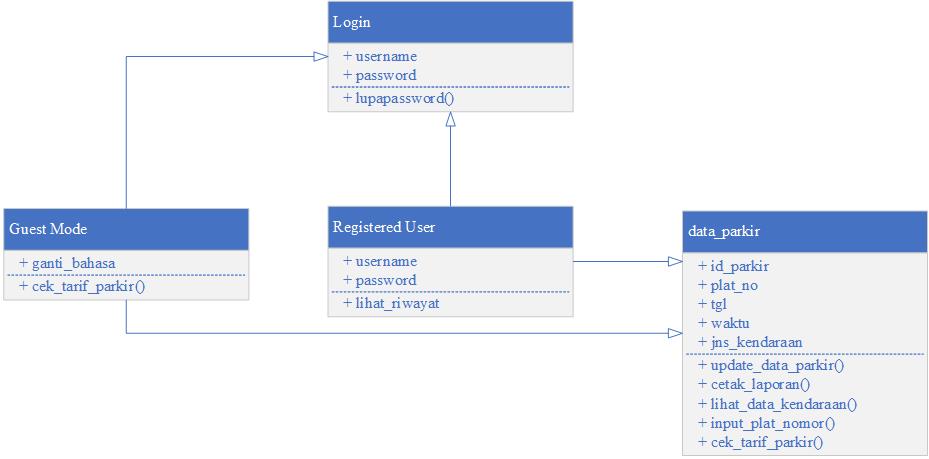 Login
+ username
+ password
+ lupapassword()
Guest Mode
+ ganti_bahasa
+ cek_tarif_parkir()
Registered User
+ username
+ password
+ lihat_riwayat
data_parkir
+ id_parkir
+ plat_no
+ tgl
+ waktu
+ jns_kendaraan
+ update_data_parkir()
+ cetak_laporan()
+ lihat_data_kendaraan()
+ input_plat_nomor()
+ cek_tarif_parkir()